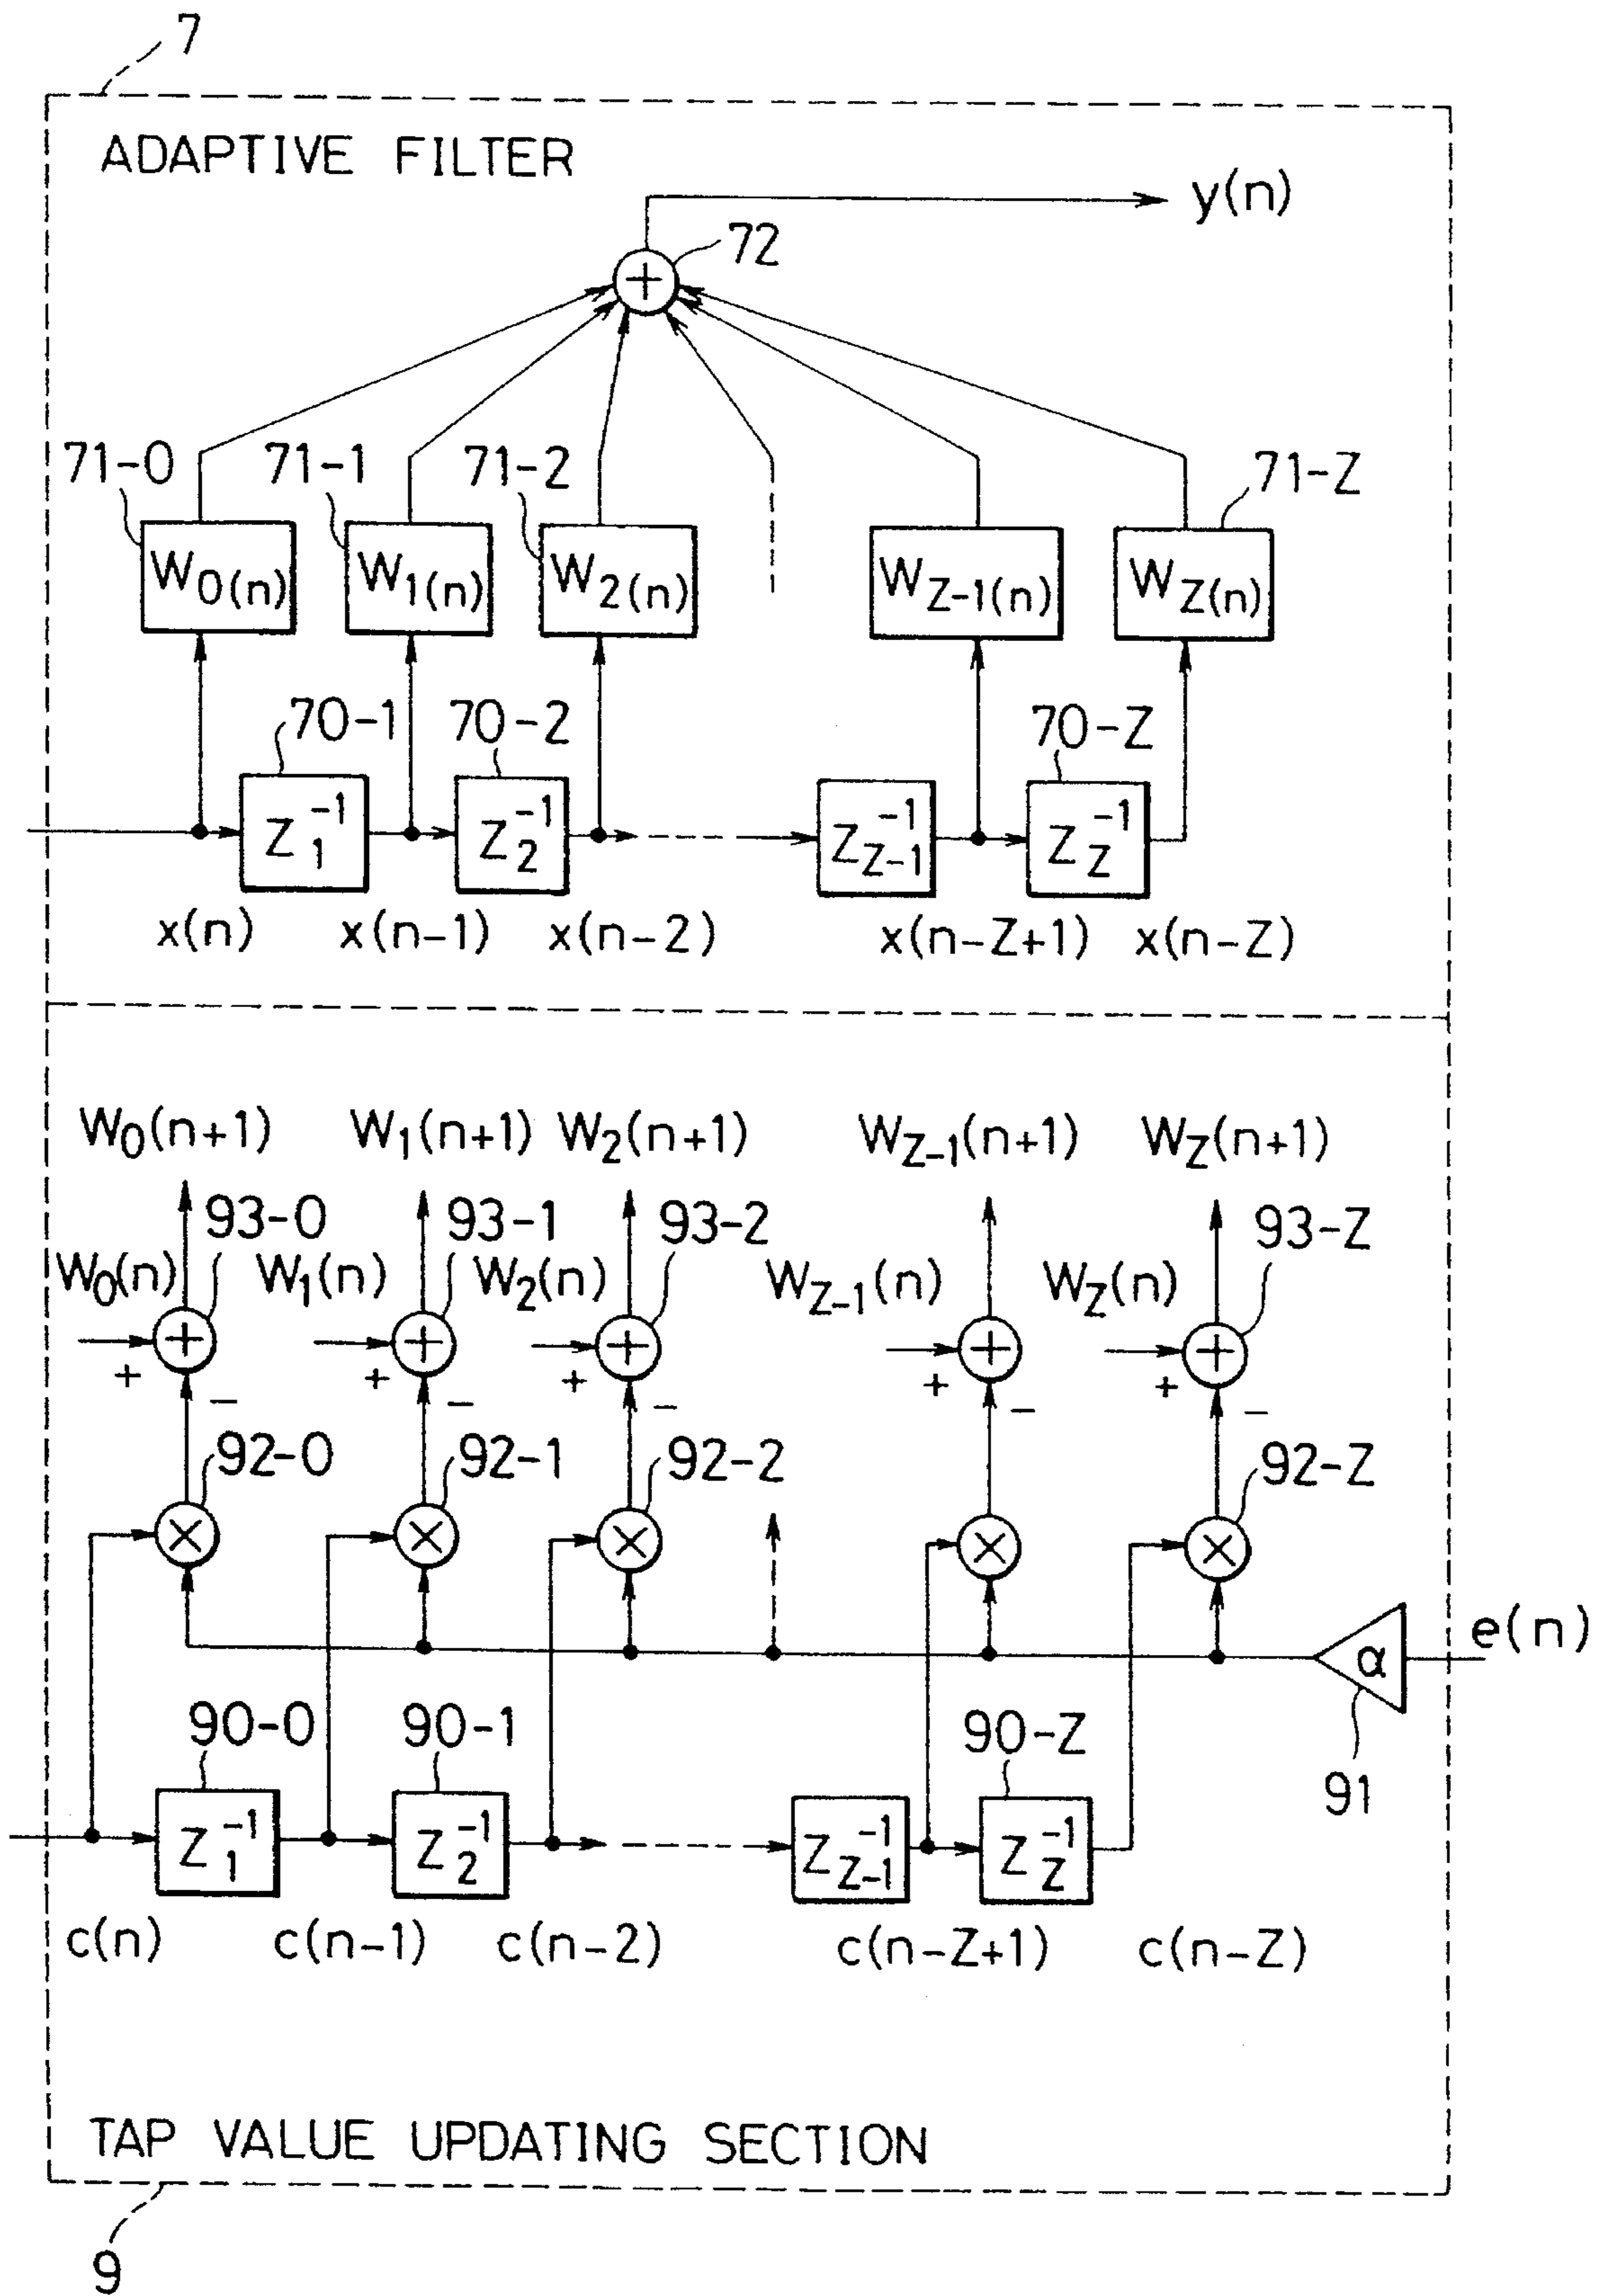 7
ADAPTIVE FILTER
y(n)
72
+
71-0 71-1 71-2 71-Z
W0(n) W1(n) W2(n) WZ-1(n) WZ(n)
70-1 70-2 70-Z
Z1^-1 Z2^-1 ZZ-1^-1 ZZ^-1
x(n) x(n-1) x(n-2) x(n-Z+1) x(n-Z)
W0(n+1) W1(n+1) W2(n+1) WZ-1(n+1) WZ(n+1)
93-0 93-1 93-2 93-Z
W0(n) W1(n) W2(n) WZ-1(n) WZ(n)
+ + + + +
+ - + - + - + - + -
92-0 92-1 92-2 92-Z
× × × × ×
e(n)
α
90-0 90-1 90-Z
91
Z1^-1 Z2^-1 ZZ-1^-1 ZZ^-1
c(n) c(n-1) c(n-2) c(n-Z+1) c(n-Z)
TAP VALUE UPDATING SECTION
9